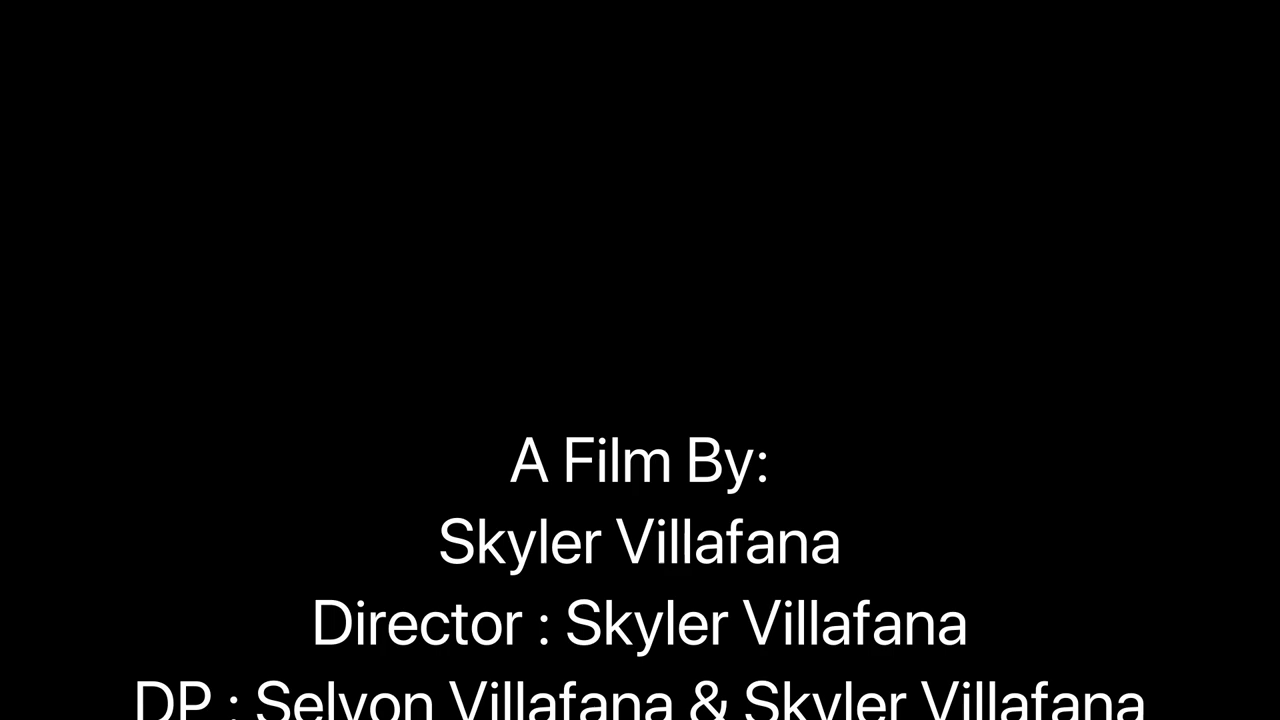 A Film By:
Skyler Villafana
Director : Skyler Villafana
DP : Selvon Villafana & Skyler Villafana